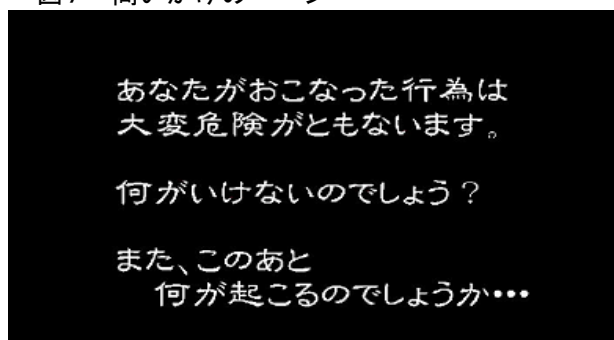 あなたがおこなった行為は
大変危険がともないます。
何がいけないのでしょう？
また、このあと
何が起こるのでしょうか・・・